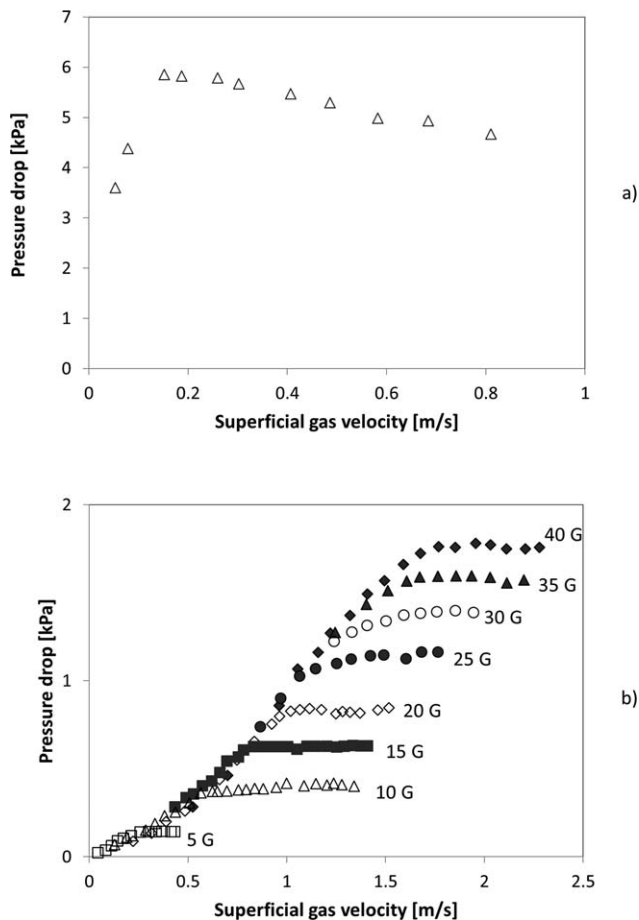 7
6
5
4
3
2
1
0
Pressure drop [kPa]
0 0.2 0.4 0.6 0.8 1
Superficial gas velocity [m/s]
a)
2
1
0
Pressure drop [kPa]
40 G
35 G
30 G
25 G
20 G
15 G
10 G
5 G
0 0.5 1 1.5 2 2.5
Superficial gas velocity [m/s]
b)